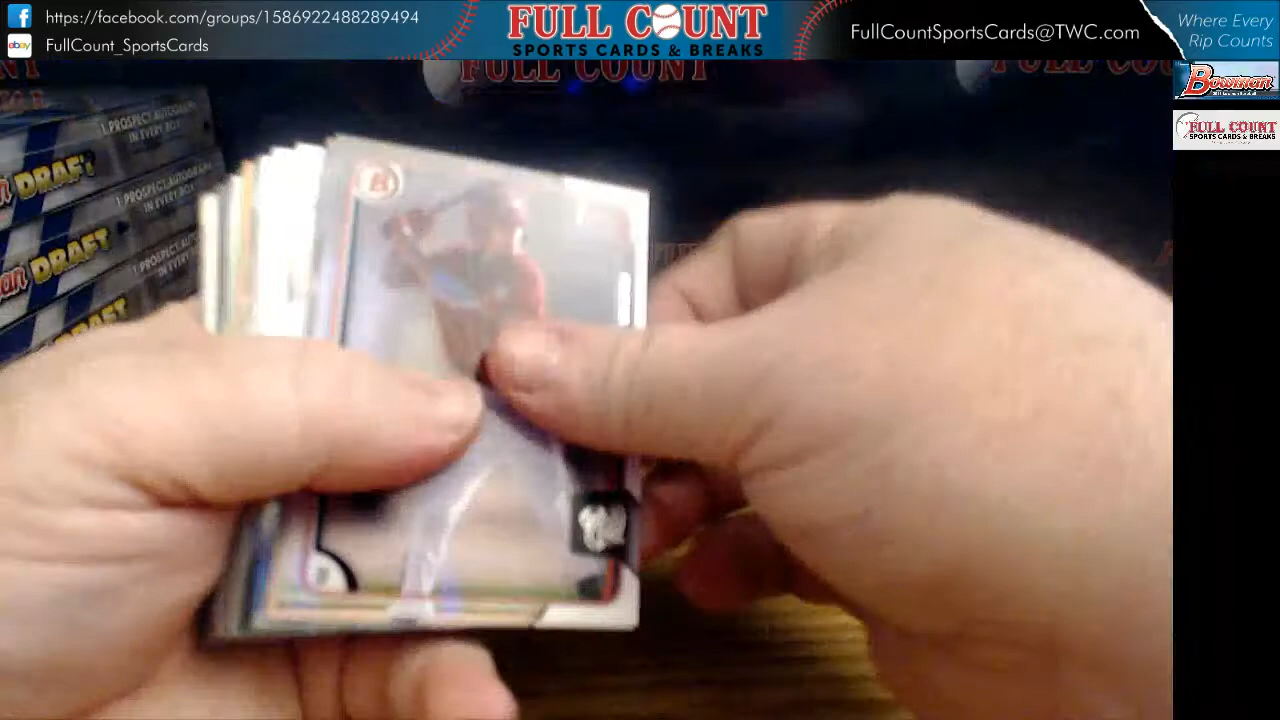 https://facebook.com/groups/1586922488289494
ebay FullCount_SportsCards
FULL COUNT
SPORTS CARDS & BREAKS
FullCountSportsCards@TWC.com
Where Every
Rip Counts
Bowman
FULL COUNT
SPORTS CARDS & BREAKS
FULL COUNT
1 PROSPECT AUTOGRAPH
IN EVERY BOX
DRAFT
1 PROSPECT AUTOGRAPH
IN EVERY BOX
DRAFT
1 PROSPECT
IN EVERY
DRAFT